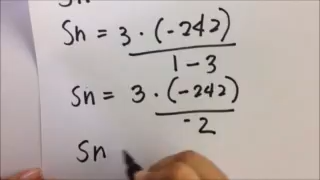 Sn = 3 · (-242)
1 - 3
Sn = 3 · (-242)
-2
Sn